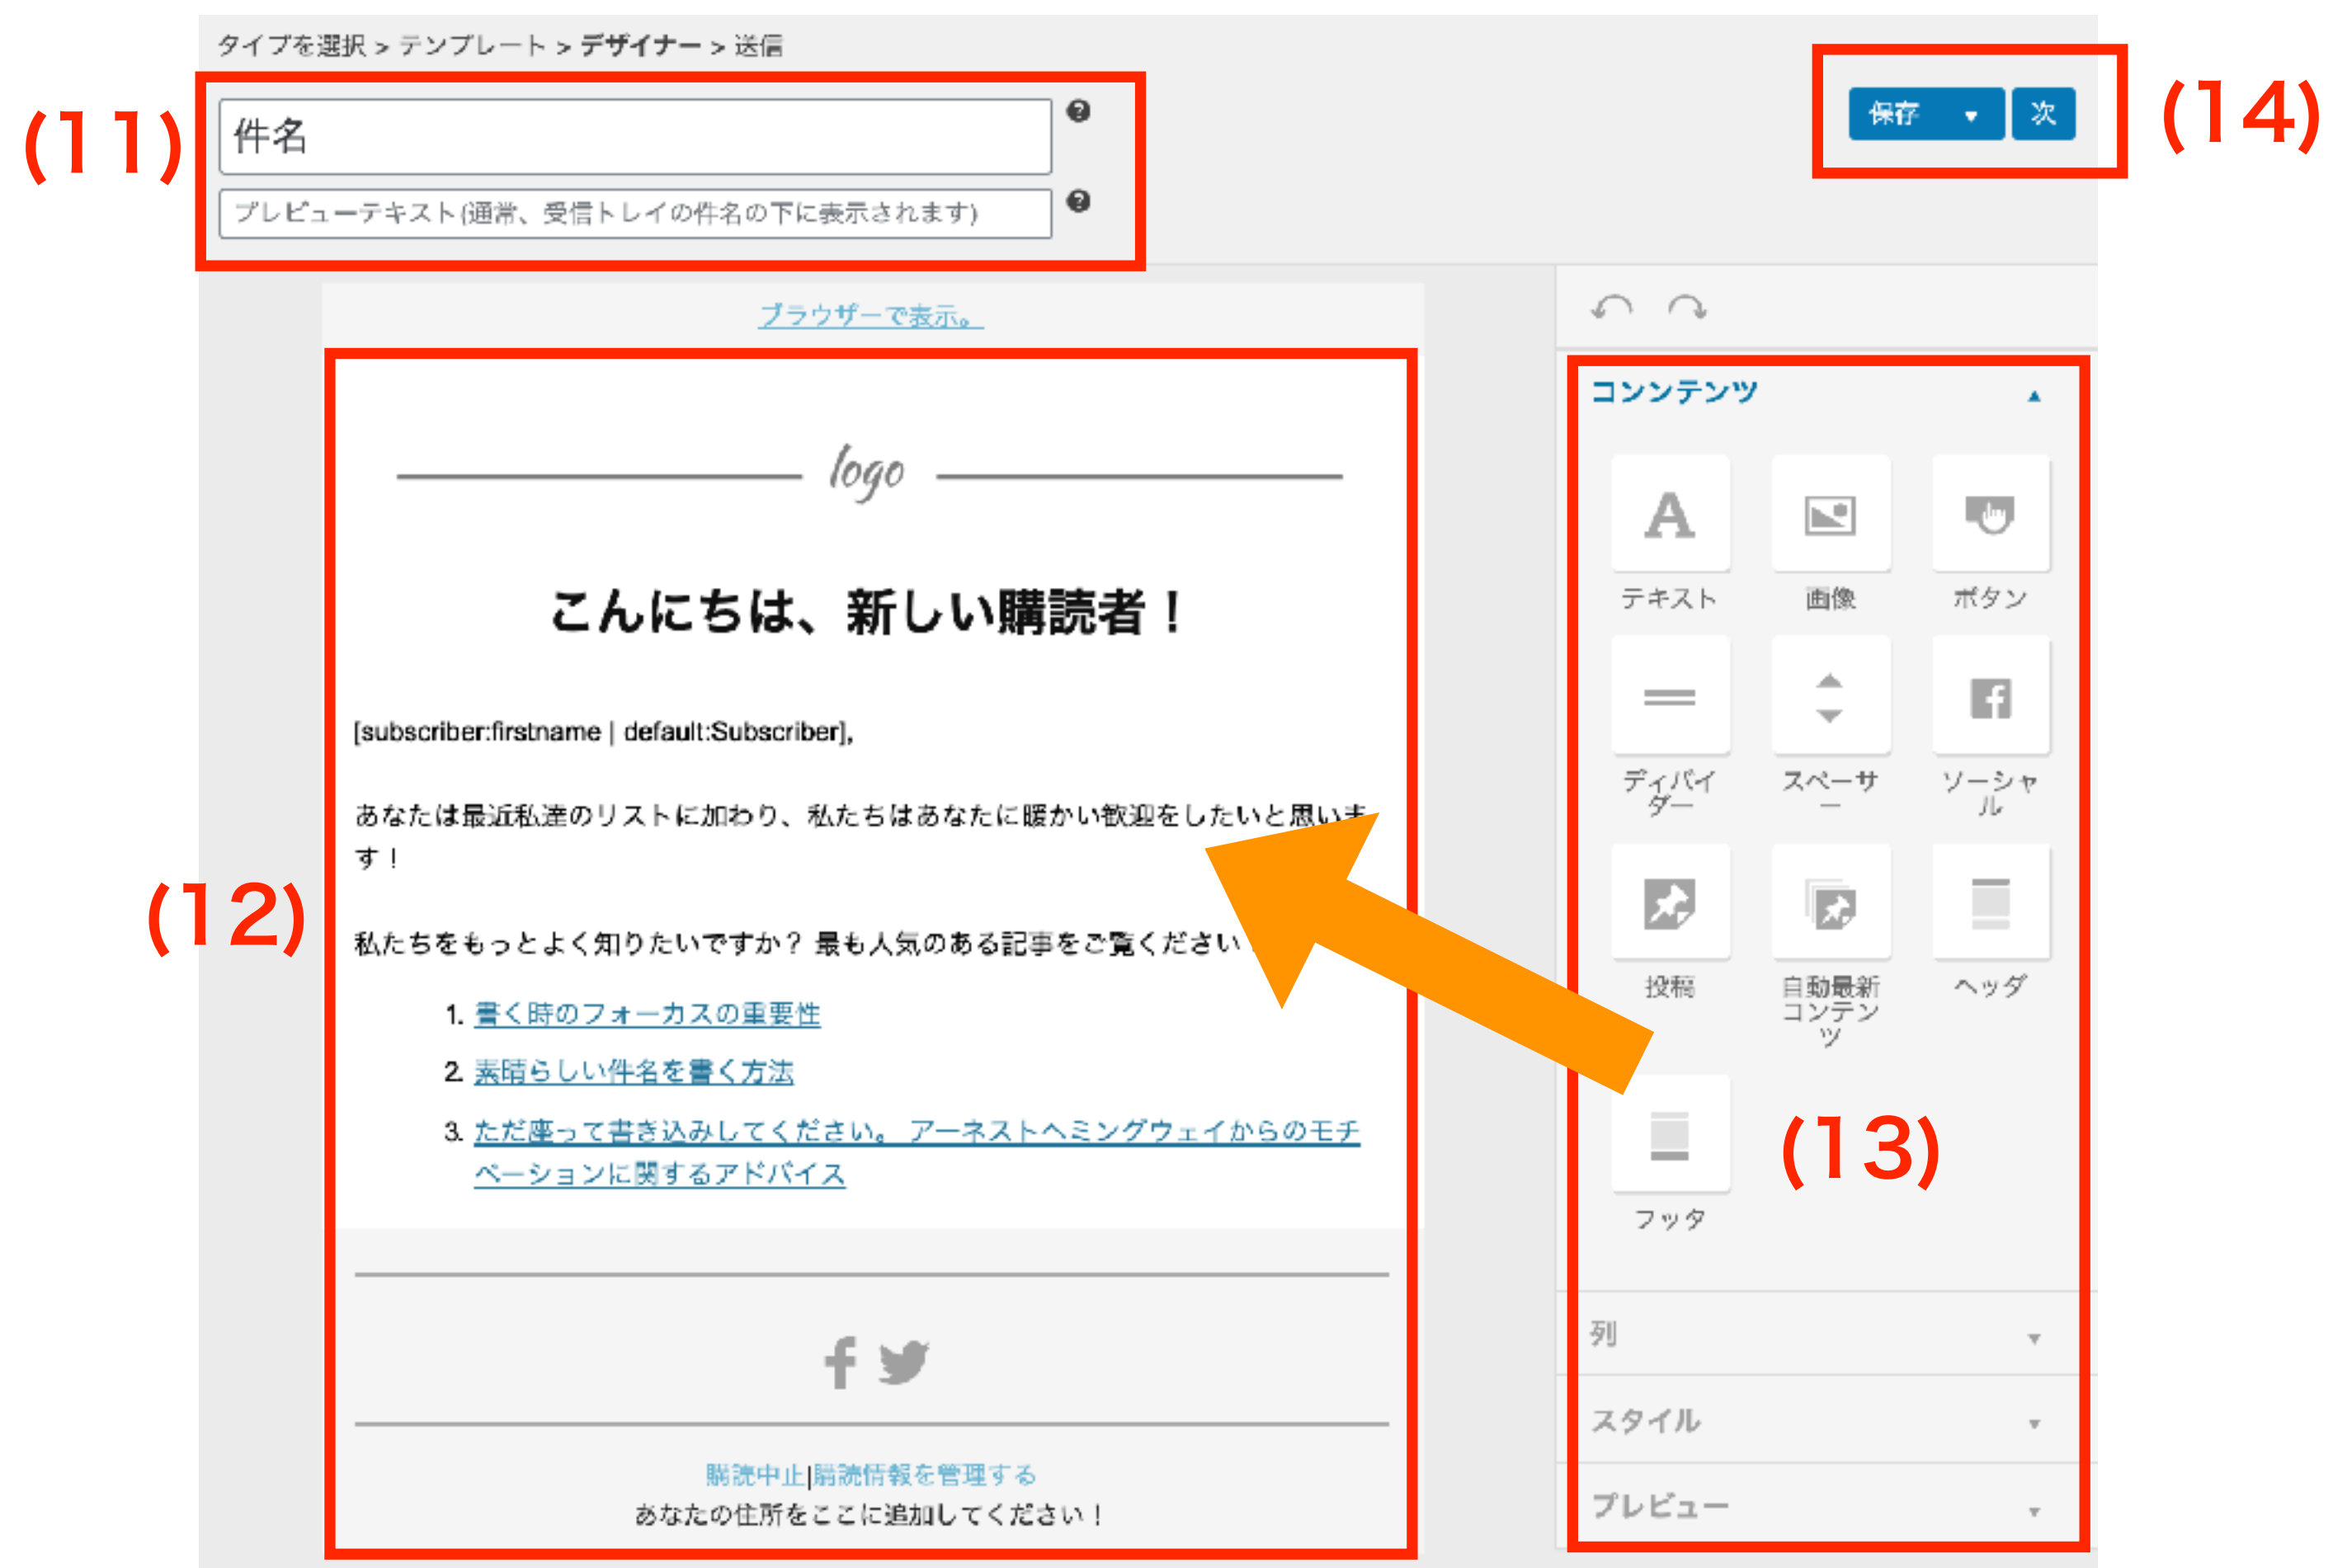 タイプを選択 > テンプレート > デザイナー > 送信
(11)
件名
プレビューテキスト(通常、受信トレイの件名の下に表示されます)
保存
次
(14)
ブラウザーで表示。
logo
こんにちは、新しい購読者！
[subscriber:firstname | default:Subscriber],
あなたは最近私達のリストに加わり、私たちはあなたに暖かい歓迎をしたいと思いま
す！
(12)
私たちをもっとよく知りたいですか？ 最も人気のある記事をご覧ください
1. 書く時のフォーカスの重要性
2. 素晴らしい件名を書く方法
3. ただ座って書き込みしてください。 アーネストヘミングウェイからのモチ
ベーションに関するアドバイス
購読中止|購読情報を管理する
あなたの住所をここに追加してください！
コンンテンツ
テキスト
画像
ボタン
ディバイ
ダー
スペーサ
ー
ソーシャ
ル
投稿
自動最新
コンテン
ツ
ヘッダ
フッタ
(13)
列
スタイル
プレビュー